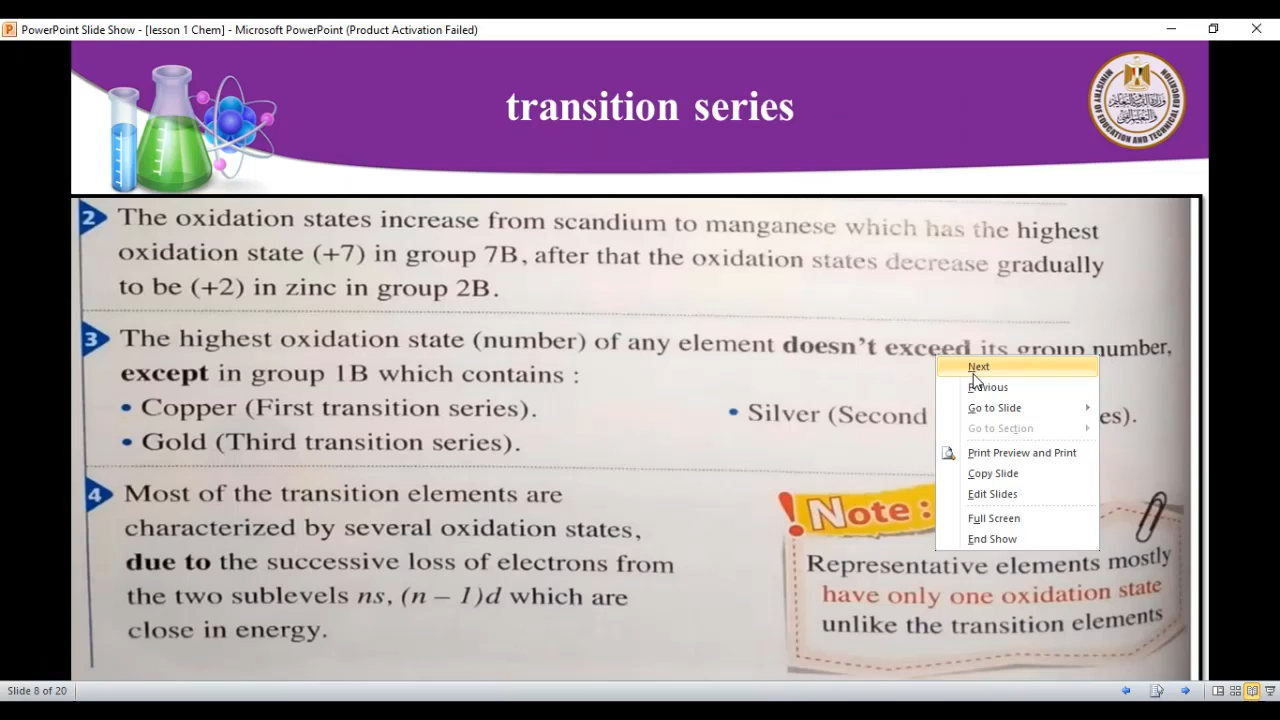 PowerPoint Slide Show - [lesson 1 Chem] - Microsoft PowerPoint (Product Activation Failed)
transition series
MINISTRY OF EDUCATION AND TECHNICAL EDUCATION
2 The oxidation states increase from scandium to manganese which has the highest
oxidation state (+7) in group 7B, after that the oxidation states decrease gradually
to be (+2) in zinc in group 2B.
3 The highest oxidation state (number) of any element doesn't exceed its group number,
except in group 1B which contains :
• Copper (First transition series).
• Silver (Second es).
• Gold (Third transition series).
4 Most of the transition elements are
characterized by several oxidation states,
due to the successive loss of electrons from
the two sublevels ns, (n – 1)d which are
close in energy.
! Note :
Representative elements mostly
have only one oxidation state
unlike the transition elements
Next
Previous
Go to Slide
Go to Section
Print Preview and Print
Copy Slide
Edit Slides
Full Screen
End Show
Slide 8 of 20